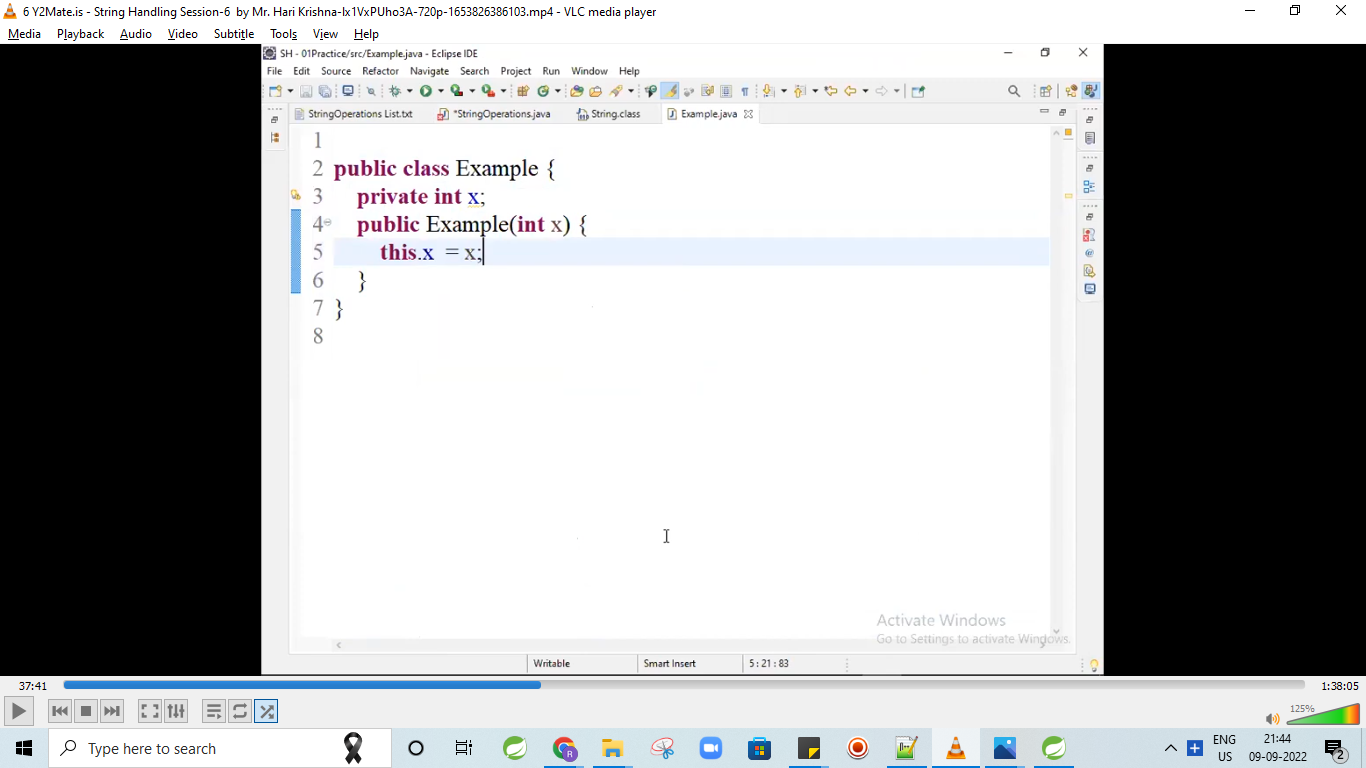 6 Y2Mate.is - String Handling Session-6 by Mr. Hari Krishna-Ix1VxPUho3A-720p-1653826386103.mp4 - VLC media player
Media Playback Audio Video Subtitle Tools View Help
SH - 01Practice/src/Example.java - Eclipse IDE
File Edit Source Refactor Navigate Search Project Run Window Help
StringOperations List.txt *StringOperations.java String.class Example.java
1
2 public class Example {
3 private int x;
4 public Example(int x) {
5 this.x = x;
6 }
7 }
8
Activate Windows
Go to Settings to activate Windows.
Writable Smart Insert 5 : 21 : 83
37:41 1:38:05
125%
Type here to search
ENG 21:44
US 09-09-2022
2